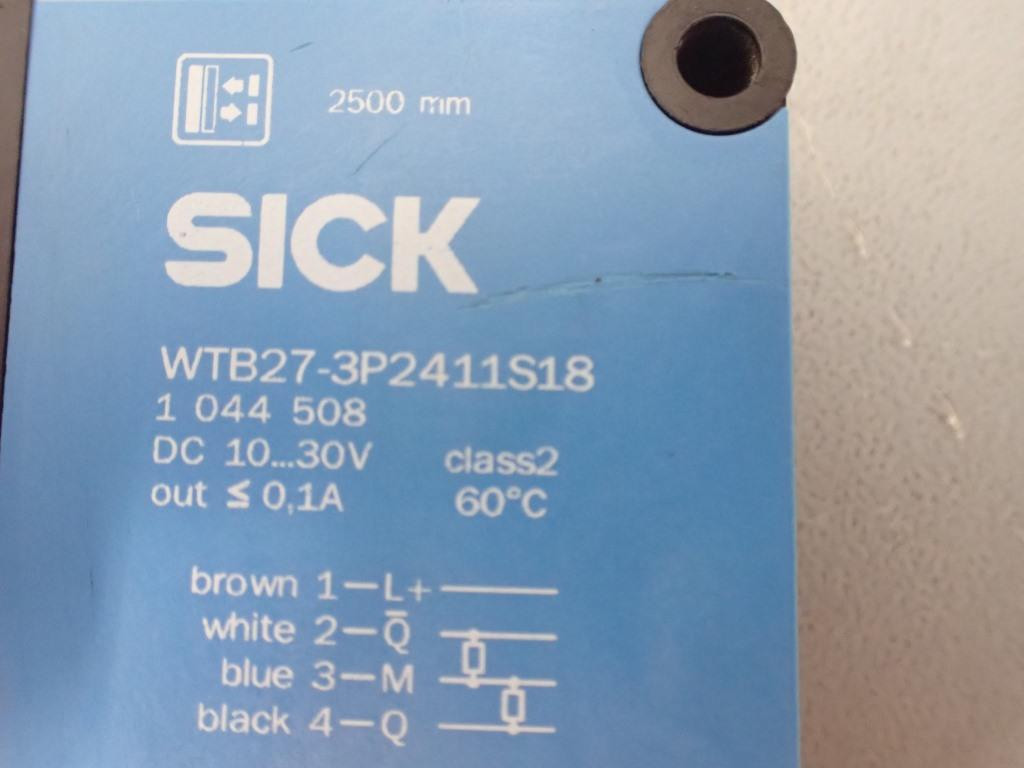 2500 mm
SICK
WTB27-3P2411S18
1 044 508
DC 10...30V class2
out ≤ 0,1A 60°C
brown 1—L+
white 2—Q̅
blue 3—M
black 4—Q